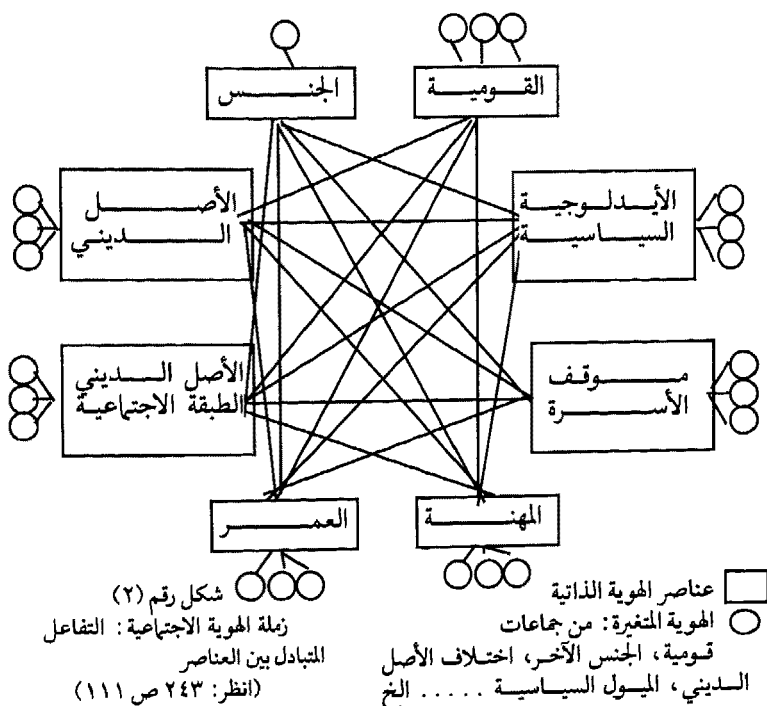 القومية
الجنس
الأيدلوجية
السياسية
الأصل
الديني
موقف
الأسرة
الأصل الديني
الطبقة الاجتماعية
المهنة
العمر
عناصر الهوية الذاتية
الهوية المتغيرة: من جماعات
قومية، الجنس الآخر، اختلاف الأصل
الديني، الميول السياسية ..... الخ
شكل رقم (٢)
زملة الهوية الاجتماعية: التفاعل
المتبادل بين العناصر
(انظر: ٢٤٣ ص ١١١)